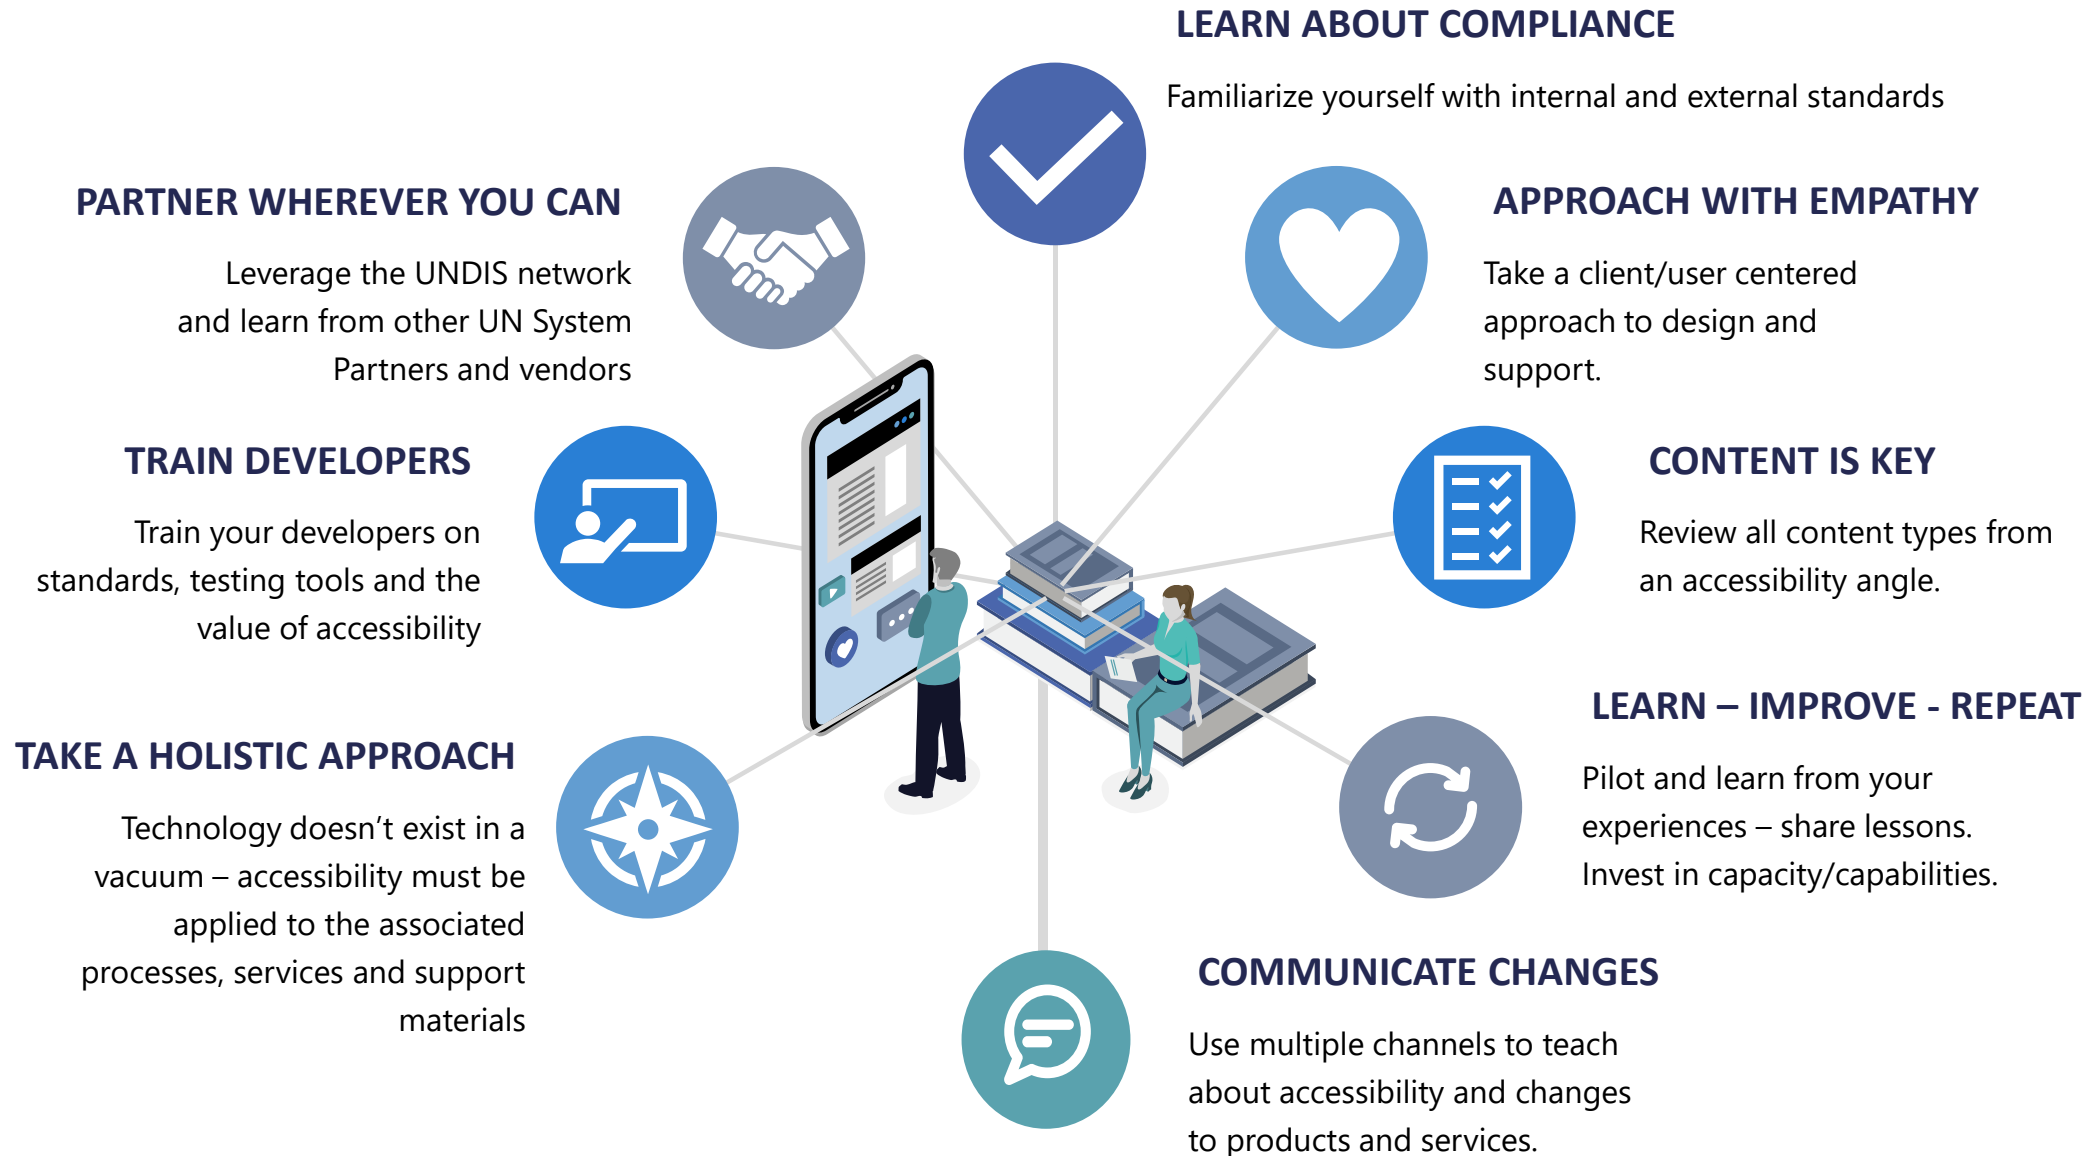 LEARN ABOUT COMPLIANCE
Familiarize yourself with internal and external standards
APPROACH WITH EMPATHY
Take a client/user centered
approach to design and
support.
CONTENT IS KEY
Review all content types from
an accessibility angle.
LEARN – IMPROVE - REPEAT
Pilot and learn from your
experiences – share lessons.
Invest in capacity/capabilities.
COMMUNICATE CHANGES
Use multiple channels to teach
about accessibility and changes
to products and services.
TAKE A HOLISTIC APPROACH
Technology doesn’t exist in a
vacuum – accessibility must be
applied to the associated
processes, services and support
materials
TRAIN DEVELOPERS
Train your developers on
standards, testing tools and the
value of accessibility
PARTNER WHEREVER YOU CAN
Leverage the UNDIS network
and learn from other UN System
Partners and vendors